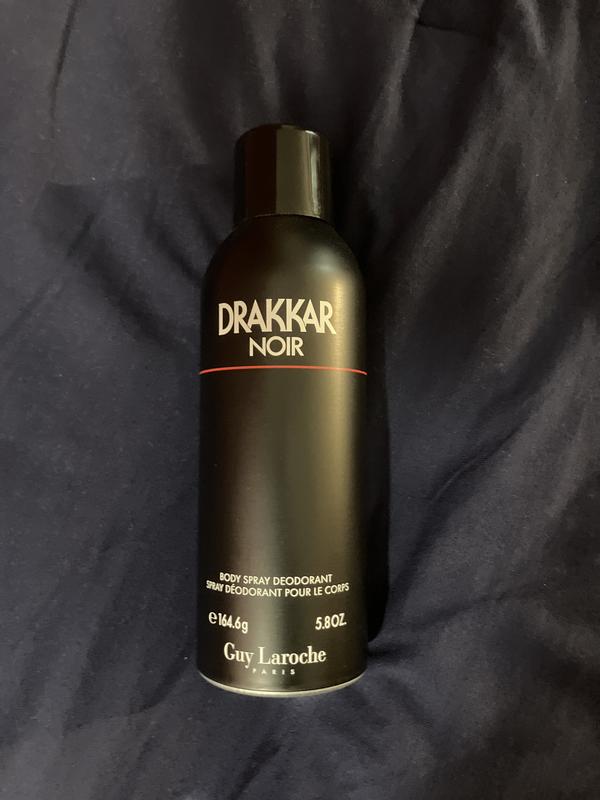 DRAKKAR
NOIR
BODY SPRAY DEODORANT
SPRAY DÉODORANT POUR LE CORPS
℮164.6g 5.8OZ.
Guy Laroche
PARIS